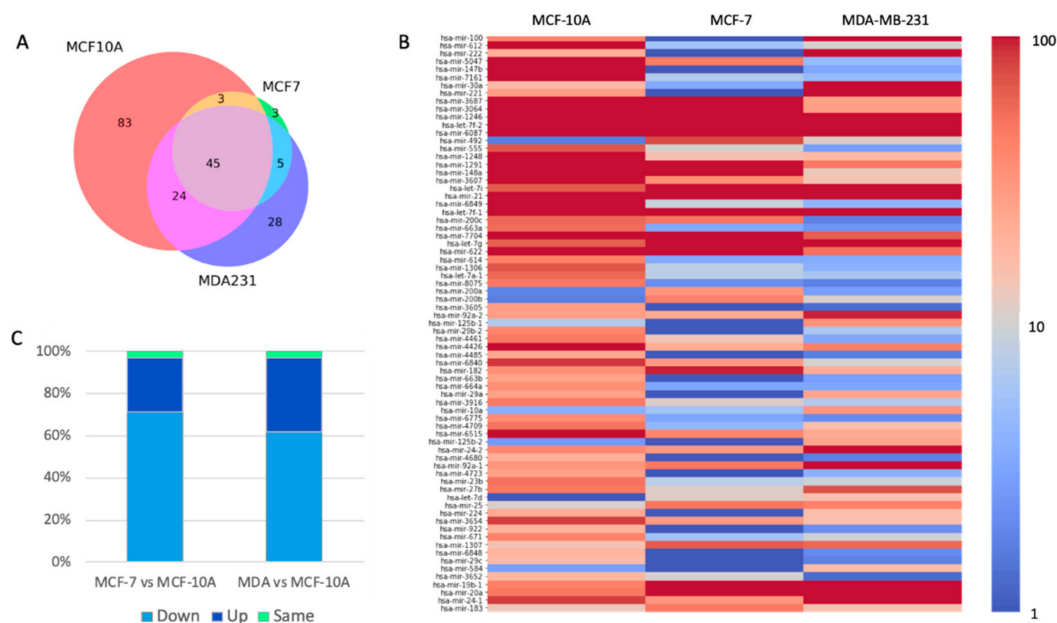 MCF-10A MCF-7 MDA-MB-231
A
B
MCF10A
MCF7
3
3
83
45
5
24
28
MDA231
hsa-mir-100
hsa-mir-612
hsa-mir-222
hsa-mir-5047
hsa-mir-147b
hsa-mir-7161
hsa-mir-30a
hsa-mir-221
hsa-mir-3687
hsa-mir-3064
hsa-mir-1246
hsa-let-7f-2
hsa-mir-6087
hsa-mir-492
hsa-mir-555
hsa-mir-1248
hsa-mir-1291
hsa-mir-148a
hsa-mir-3607
hsa-let-7i
hsa-mir-21
hsa-mir-6849
hsa-let-7f-1
hsa-mir-200c
hsa-mir-663a
hsa-mir-7704
hsa-let-7g
hsa-mir-622
hsa-mir-614
hsa-mir-1306
hsa-let-7a-1
hsa-mir-8075
hsa-mir-200a
hsa-mir-200b
hsa-mir-3605
hsa-mir-92a-2
hsa-mir-125b-1
hsa-mir-29b-2
hsa-mir-4461
hsa-mir-4426
hsa-mir-4485
hsa-mir-6840
hsa-mir-182
hsa-mir-663b
hsa-mir-664a
hsa-mir-29a
hsa-mir-3916
hsa-mir-10a
hsa-mir-6775
hsa-mir-4709
hsa-mir-6515
hsa-mir-125b-2
hsa-mir-24-2
hsa-mir-4680
hsa-mir-92a-1
hsa-mir-4723
hsa-mir-23b
hsa-mir-27b
hsa-let-7d
hsa-mir-25
hsa-mir-224
hsa-mir-3654
hsa-mir-922
hsa-mir-671
hsa-mir-1307
hsa-mir-6848
hsa-mir-29c
hsa-mir-584
hsa-mir-3652
hsa-mir-19b-1
hsa-mir-20a
hsa-mir-24-1
hsa-mir-183
100
10
1
C
100%
80%
60%
40%
20%
0%
MCF-7 vs MCF-10A MDA vs MCF-10A
Down Up Same